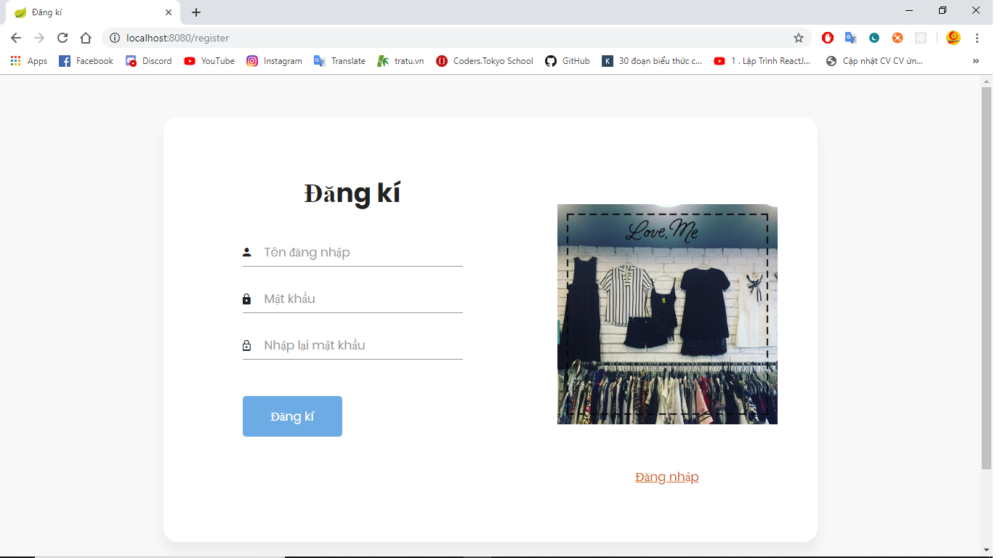 Đăng kí
localhost:8080/register
Apps Facebook Discord YouTube Instagram Translate tratu.vn Coders.Tokyo School GitHub 30 đoạn biểu thức c... 1 . Lập Trình ReactJ... Cập nhật CV CV ứn... »
Đăng kí
Tên đăng nhập
Mật khẩu
Nhập lại mật khẩu
Đăng kí
Love, Me
Đăng nhập